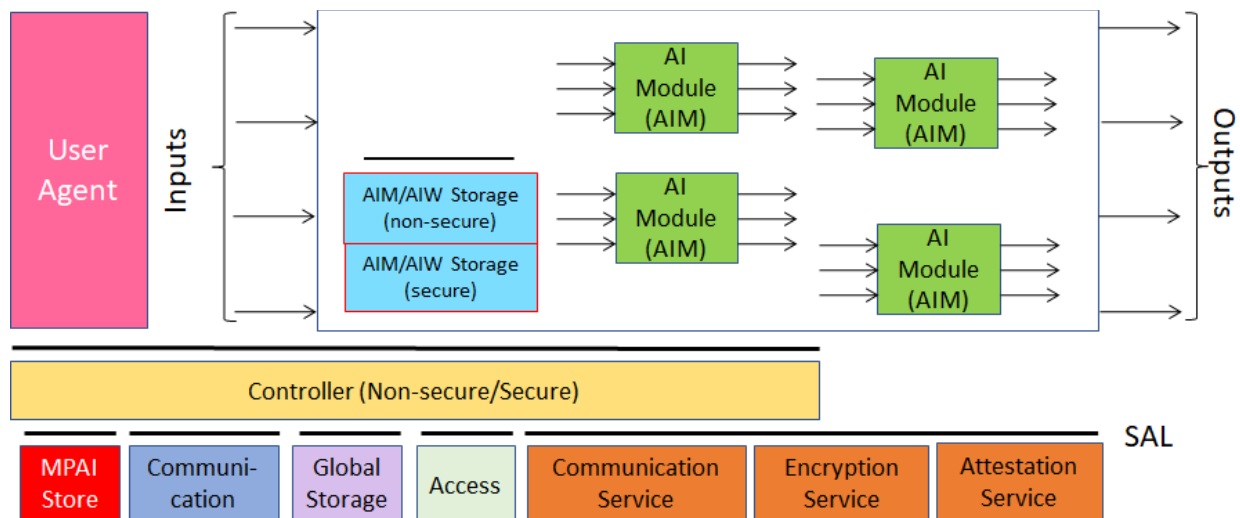 User
Agent
Inputs
AI
Module
(AIM)
AI
Module
(AIM)
AIM/AIW Storage
(non-secure)
AIM/AIW Storage
(secure)
AI
Module
(AIM)
AI
Module
(AIM)
Outputs
Controller (Non-secure/Secure)
SAL
MPAI
Store
Communi-
cation
Global
Storage
Access
Communication
Service
Encryption
Service
Attestation
Service